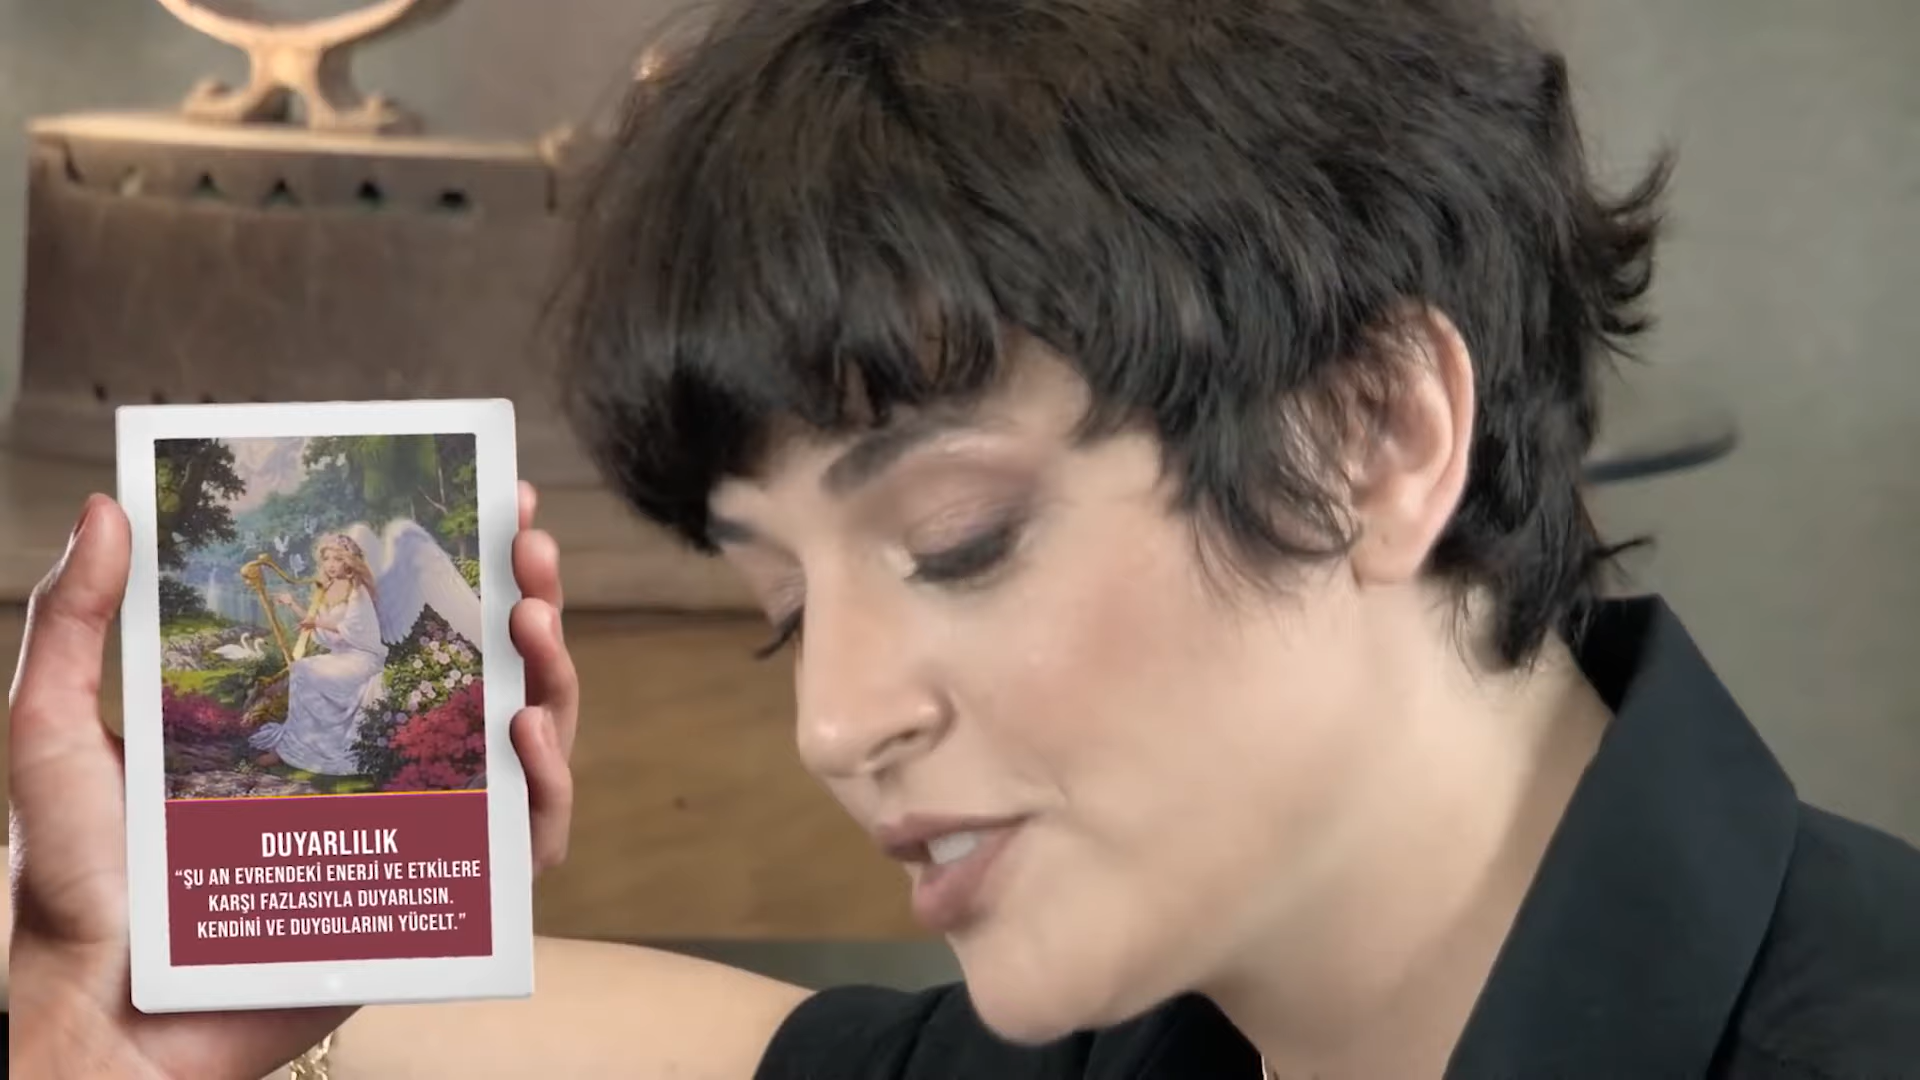 DUYARLILIK
“ŞU AN EVRENDEKİ ENERJİ VE ETKİLERE
KARŞI FAZLASIYLA DUYARLISIN.
KENDİNİ VE DUYGULARINI YÜCELT.”